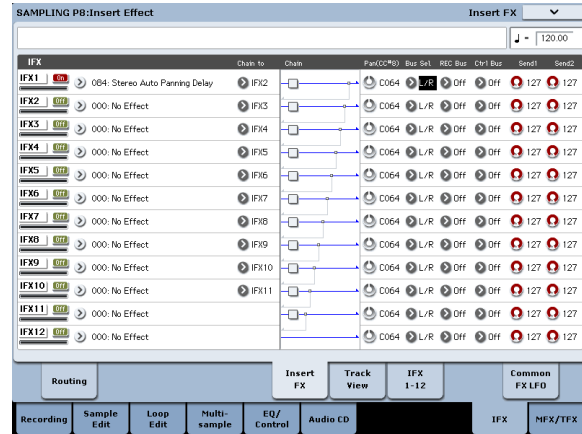 SAMPLING P8:Insert Effect Insert FX
♩ = 120.00
IFX Chain to Chain Pan(CC#8) Bus Sel. REC Bus Ctrl Bus Send1 Send2
IFX1 On 084: Stereo Auto Panning Delay IFX2 C064 L/R Off Off 127 127
IFX2 Off 000: No Effect IFX3 C064 L/R Off Off 127 127
IFX3 Off 000: No Effect IFX4 C064 L/R Off Off 127 127
IFX4 Off 000: No Effect IFX5 C064 L/R Off Off 127 127
IFX5 Off 000: No Effect IFX6 C064 L/R Off Off 127 127
IFX6 Off 000: No Effect IFX7 C064 L/R Off Off 127 127
IFX7 Off 000: No Effect IFX8 C064 L/R Off Off 127 127
IFX8 Off 000: No Effect IFX9 C064 L/R Off Off 127 127
IFX9 Off 000: No Effect IFX10 C064 L/R Off Off 127 127
IFX10 Off 000: No Effect IFX11 C064 L/R Off Off 127 127
IFX11 Off 000: No Effect C064 L/R Off Off 127 127
IFX12 Off 000: No Effect C064 L/R Off Off 127 127
Routing Insert FX Track View IFX 1-12 Common FX LFO
Recording Sample Edit Loop Edit Multi-sample EQ/Control Audio CD IFX MFX/TFX